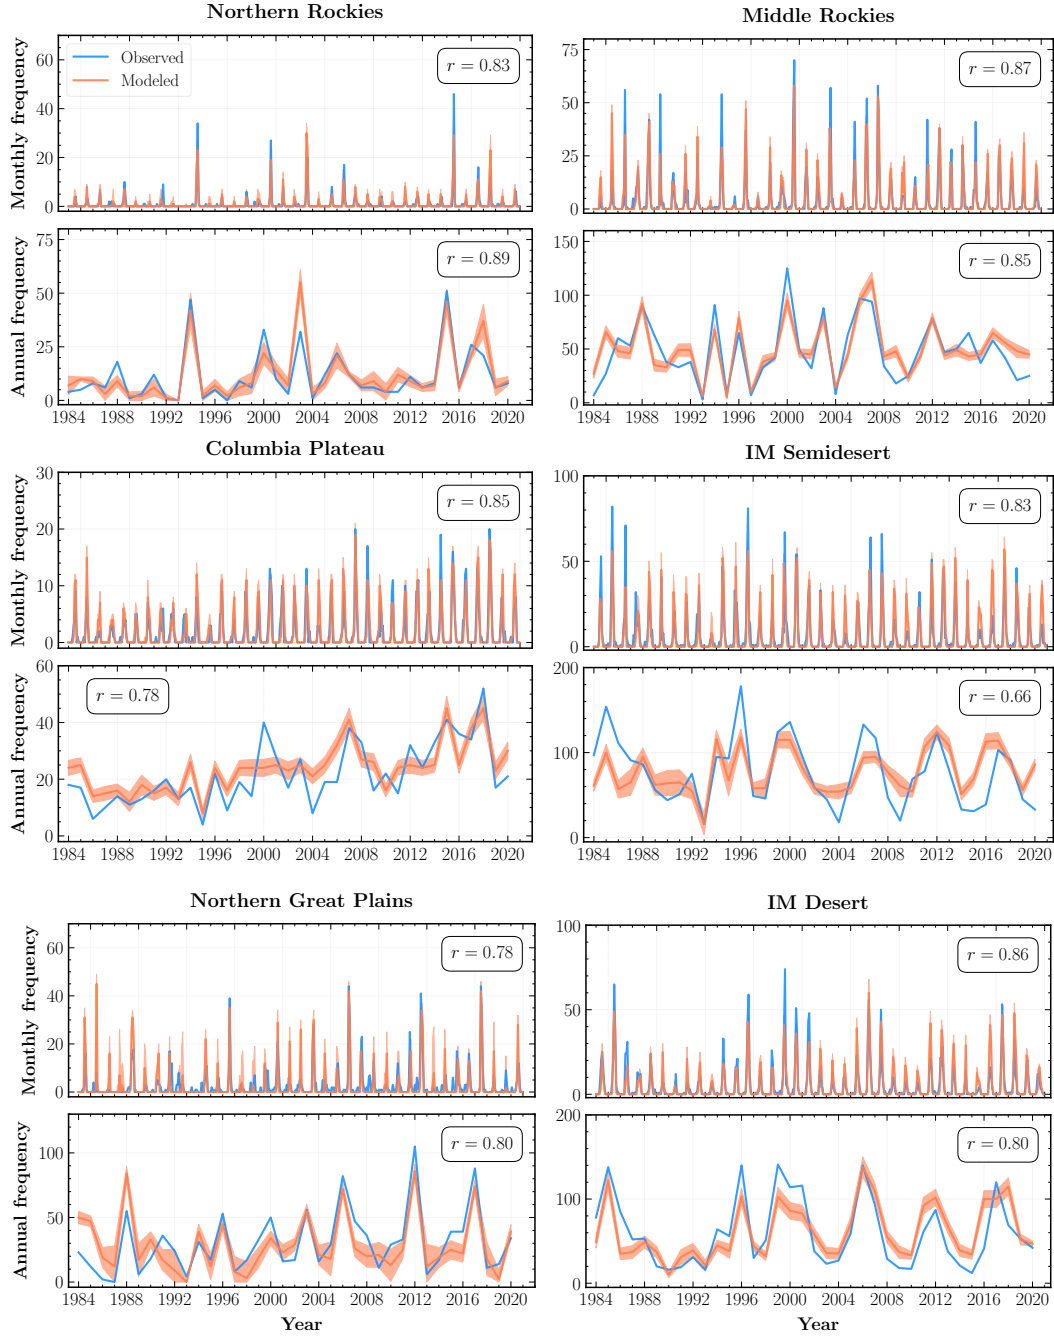 Northern Rockies
Middle Rockies
Observed
Modeled
r = 0.83
r = 0.87
Monthly frequency
60
40
20
0
75
50
25
0
r = 0.89
r = 0.85
Annual frequency
75
50
25
0
150
100
50
0
1984 1988 1992 1996 2000 2004 2008 2012 2016 2020
1984 1988 1992 1996 2000 2004 2008 2012 2016 2020
Columbia Plateau
IM Semidesert
r = 0.85
r = 0.83
Monthly frequency
30
20
10
0
100
50
0
r = 0.78
r = 0.66
Annual frequency
60
40
20
0
200
100
0
1984 1988 1992 1996 2000 2004 2008 2012 2016 2020
1984 1988 1992 1996 2000 2004 2008 2012 2016 2020
Northern Great Plains
IM Desert
r = 0.78
r = 0.86
Monthly frequency
60
40
20
0
100
50
0
r = 0.80
r = 0.80
Annual frequency
100
50
0
200
100
0
1984 1988 1992 1996 2000 2004 2008 2012 2016 2020
1984 1988 1992 1996 2000 2004 2008 2012 2016 2020
Year
Year